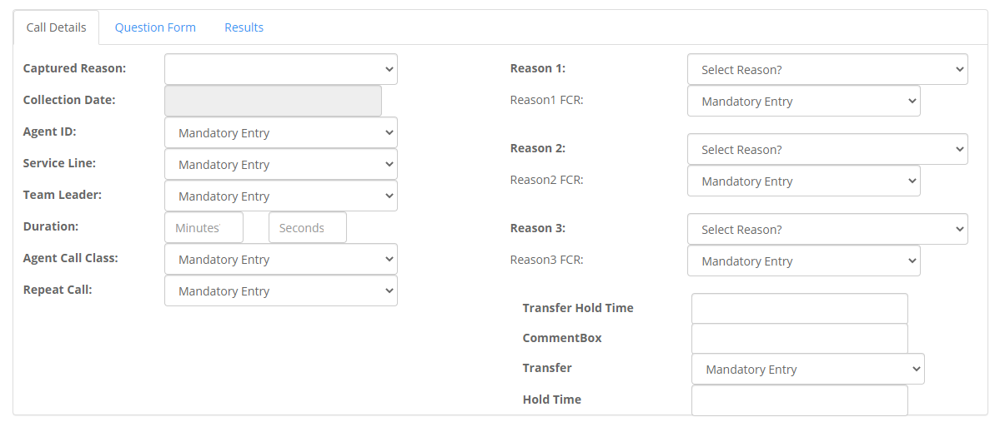 Call Details Question Form Results
Captured Reason:
Collection Date:
Agent ID: Mandatory Entry
Service Line: Mandatory Entry
Team Leader: Mandatory Entry
Duration: Minutes Seconds
Agent Call Class: Mandatory Entry
Repeat Call: Mandatory Entry
Reason 1: Select Reason?
Reason1 FCR: Mandatory Entry
Reason 2: Select Reason?
Reason2 FCR: Mandatory Entry
Reason 3: Select Reason?
Reason3 FCR: Mandatory Entry
Transfer Hold Time
CommentBox
Transfer Mandatory Entry
Hold Time